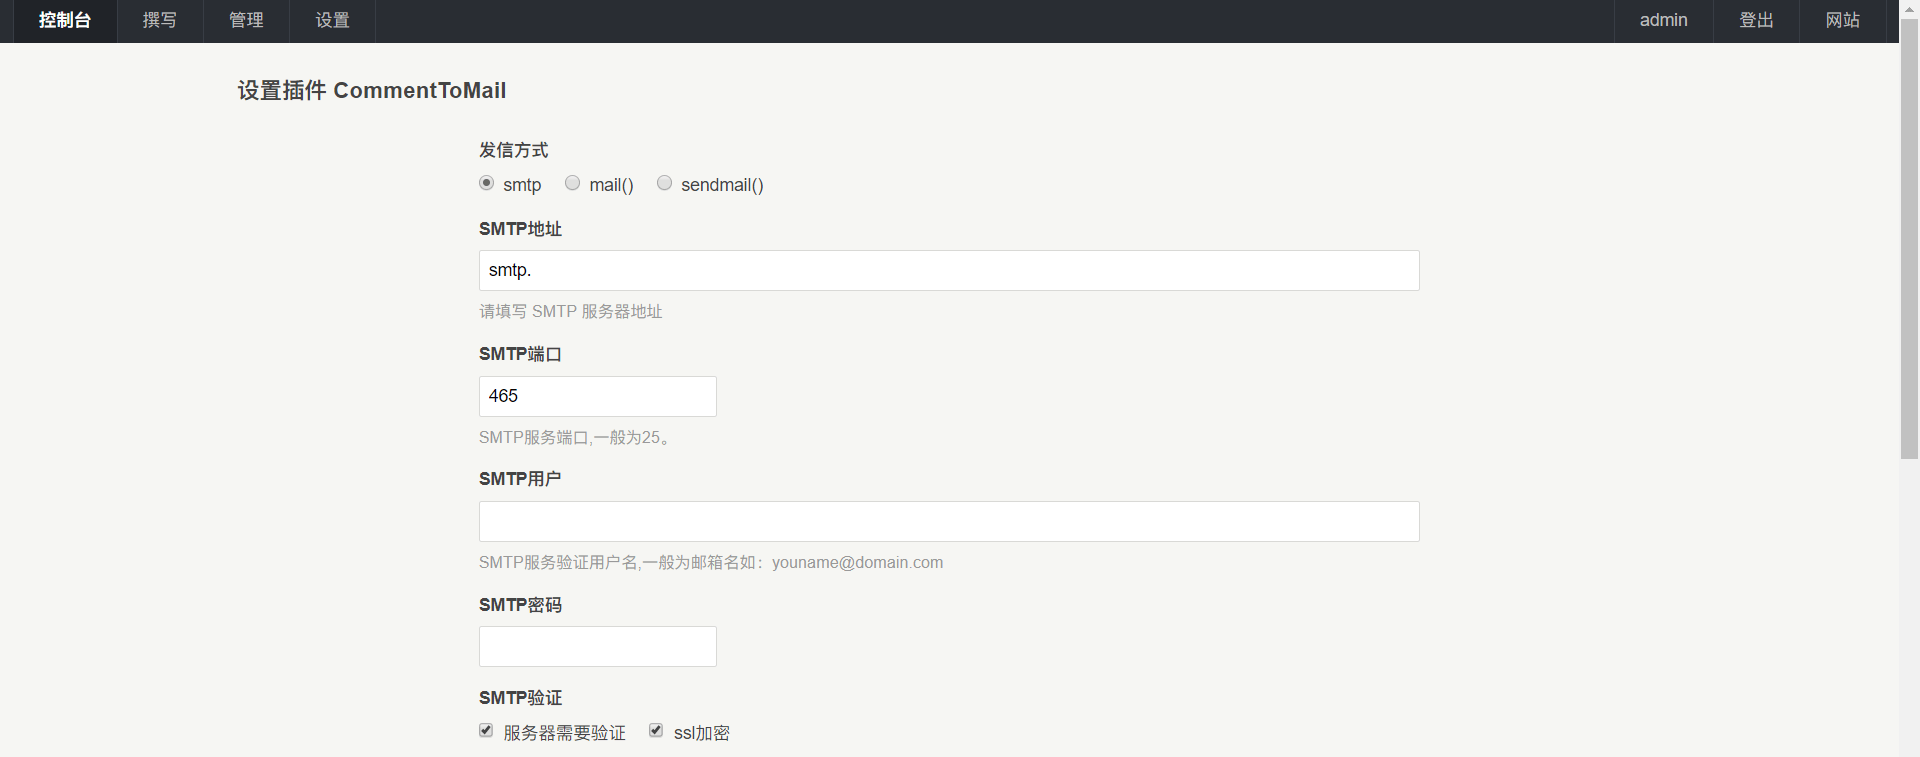 控制台 撰写 管理 设置 admin 登出 网站
设置插件 CommentToMail
发信方式
smtp mail() sendmail()
SMTP地址
smtp.
请填写 SMTP 服务器地址
SMTP端口
465
SMTP服务端口,一般为25。
SMTP用户
SMTP服务验证用户名,一般为邮箱名如：youname@domain.com
SMTP密码
SMTP验证
服务器需要验证 ssl加密